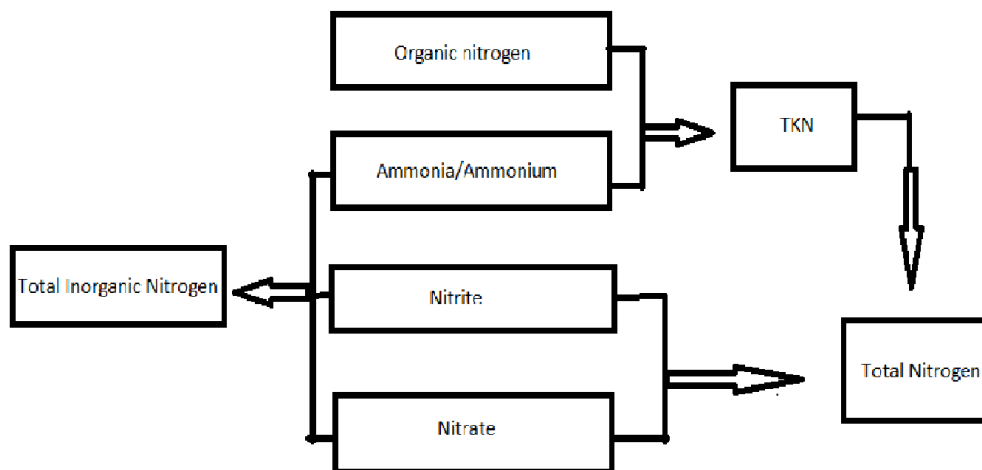 Organic nitrogen
TKN
Ammonia/Ammonium
Total Inorganic Nitrogen
Nitrite
Total Nitrogen
Nitrate